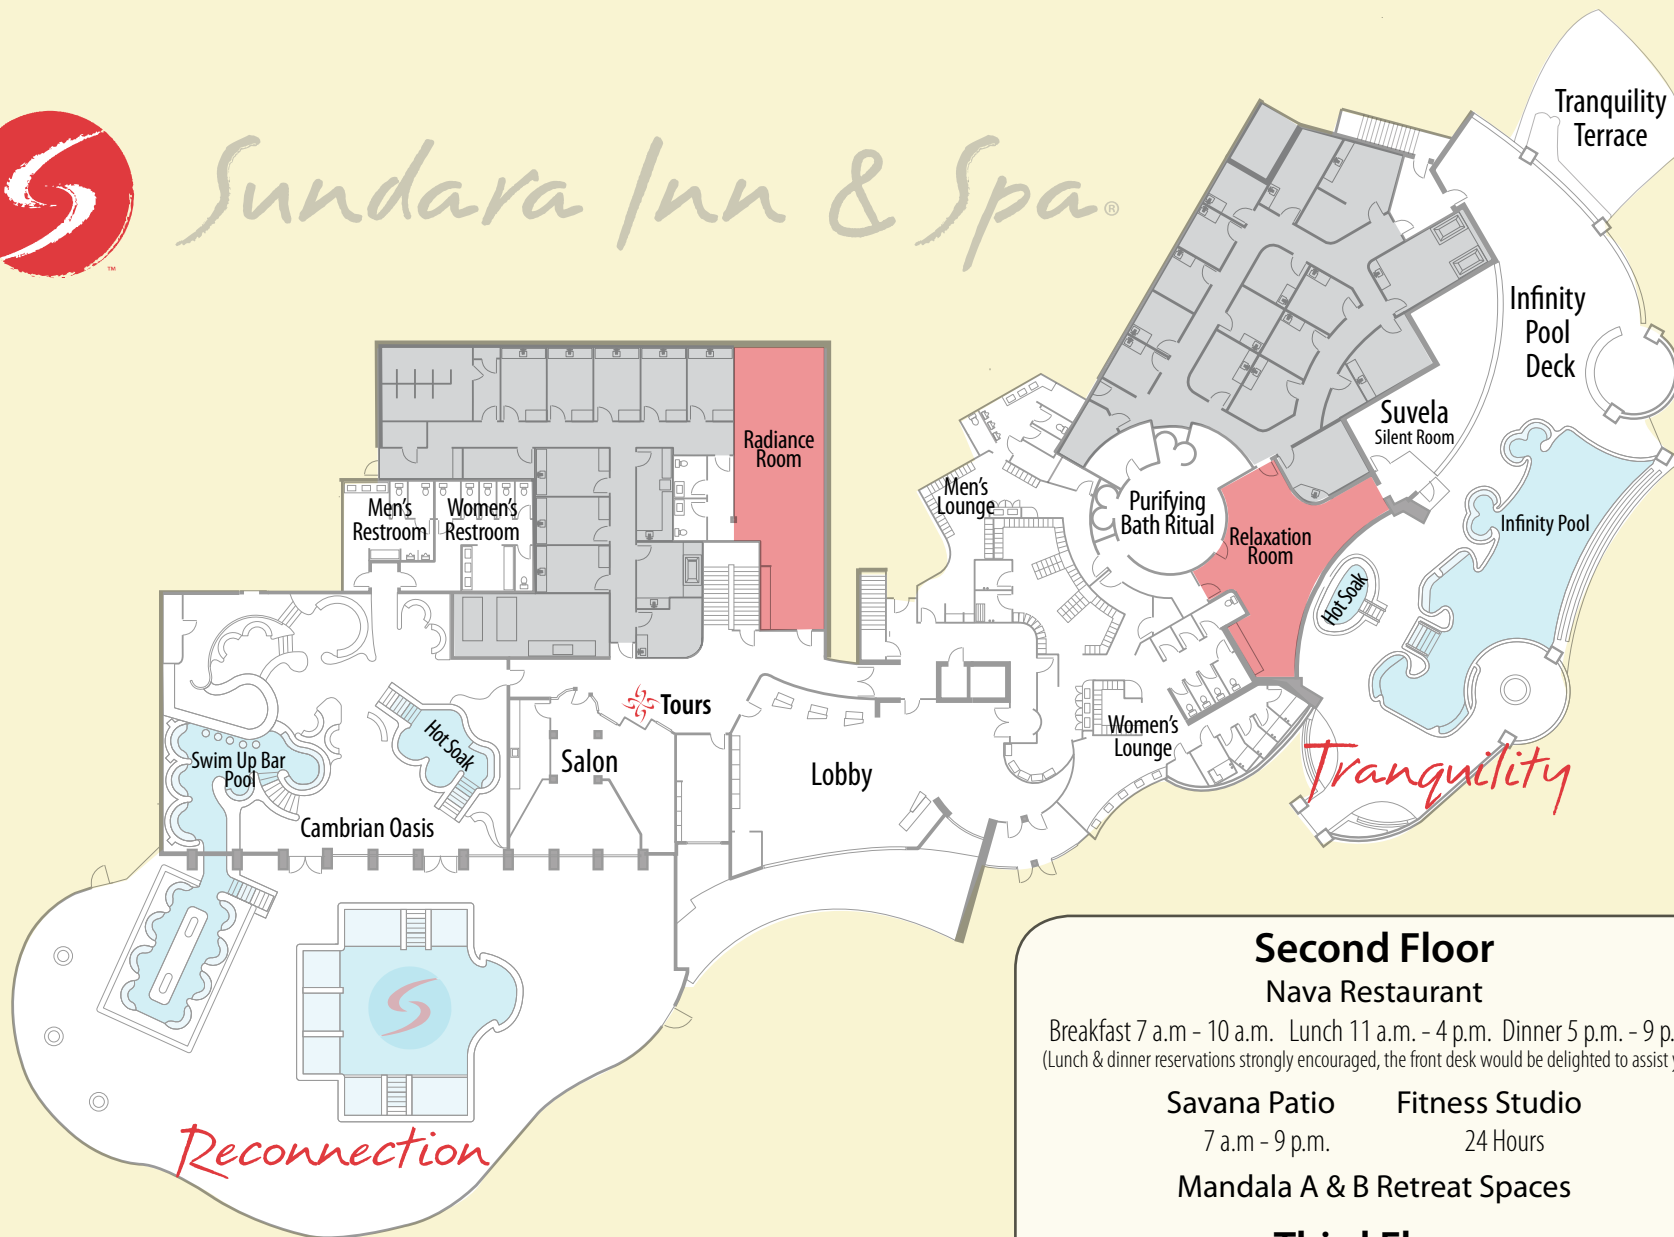 Sundara Inn & Spa®
TM
Tranquility
Terrace
Infinity
Pool
Deck
Suvela
Silent Room
Radiance
Room
Men's
Lounge
Purifying
Bath Ritual
Relaxation
Room
Infinity Pool
Hot Soak
Men's
Restroom
Women's
Restroom
Tours
Salon
Lobby
Women's
Lounge
Swim Up Bar
Pool
Hot Soak
Cambrian Oasis
Tranquility
Reconnection
Second Floor
Nava Restaurant
Breakfast 7 a.m - 10 a.m. Lunch 11 a.m. - 4 p.m. Dinner 5 p.m. - 9 p.
(Lunch & dinner reservations strongly encouraged, the front desk would be delighted to assist
Savana Patio Fitness Studio
7 a.m - 9 p.m. 24 Hours
Mandala A & B Retreat Spaces
Third Floor